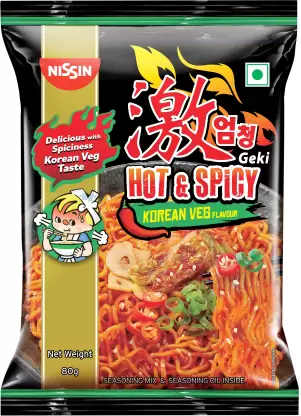 NISSIN
Delicious with
Spiciness
Korean Veg
Taste
激
엄청
Geki
HOT & SPICY
KOREAN VEG FLAVOUR
Net Weight
80g
SEASONING MIX & SEASONING OIL INSIDE